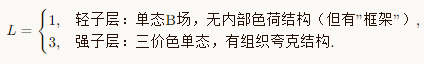 L = { 1, 轻子层：单态B场，无内部色荷结构（但有"框架"），
3, 强子层：三价色单态，有组织夸克结构.